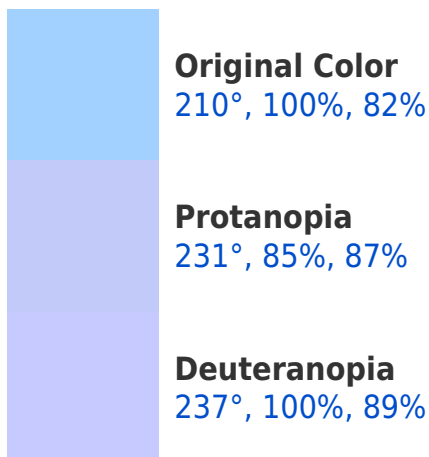 Original Color
210°, 100%, 82%
Protanopia
231°, 85%, 87%
Deuteranopia
237°, 100%, 89%